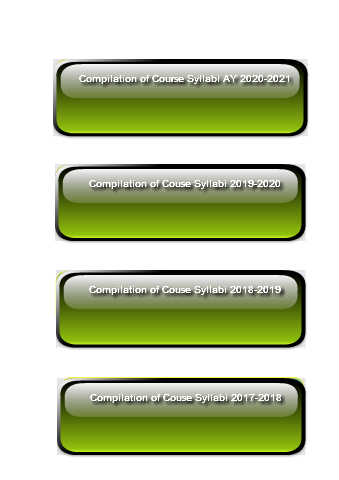 Compilation of Course Syllabi AY 2020-2021
Compilation of Couse Syllabi 2019-2020
Compilation of Couse Syllabi 2018-2019
Compilation of Couse Syllabi 2017-2018